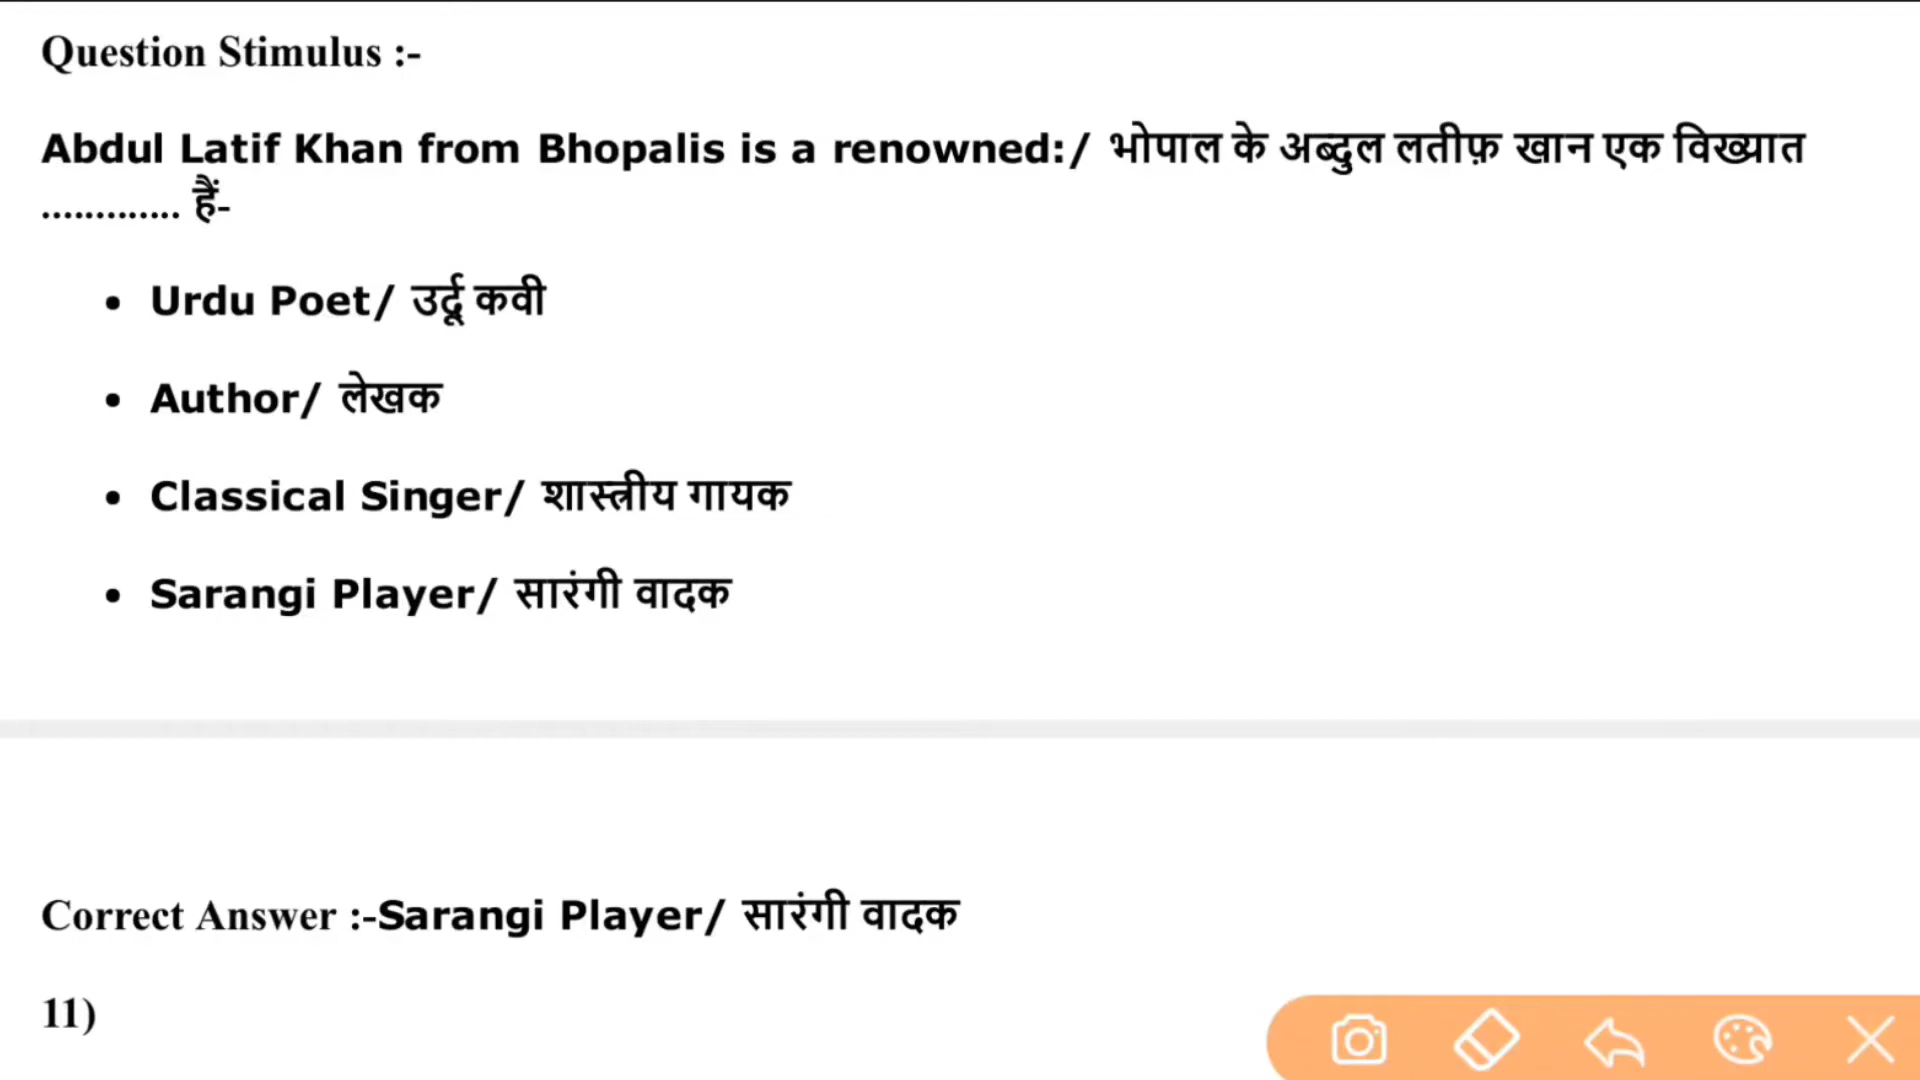 Question Stimulus :-
Abdul Latif Khan from Bhopalis is a renowned:/ भोपाल के अब्दुल लतीफ़ खान एक विख्यात
............. हैं-
• Urdu Poet/ उर्दू कवी
• Author/ लेखक
• Classical Singer/ शास्त्रीय गायक
• Sarangi Player/ सारंगी वादक
Correct Answer :-Sarangi Player/ सारंगी वादक
11)